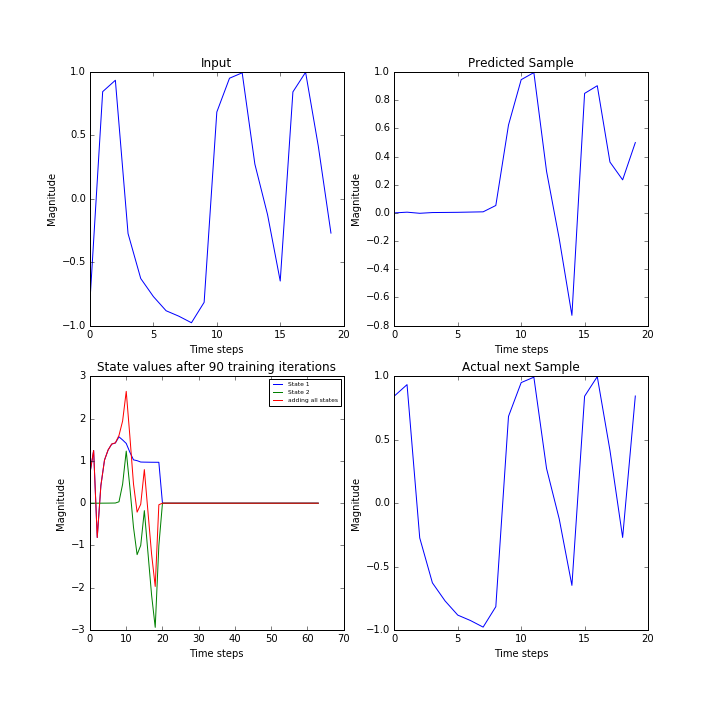 Input
1.0
0.5
0.0
−0.5
−1.0
Magnitude
0 5 10 15 20
Time steps
Predicted Sample
1.0
0.8
0.6
0.4
0.2
0.0
−0.2
−0.4
−0.6
−0.8
Magnitude
0 5 10 15 20
Time steps
State values after 90 training iterations
3
2
1
0
−1
−2
−3
Magnitude
State 1
State 2
adding all states
0 10 20 30 40 50 60 70
Time steps
Actual next Sample
1.0
0.5
0.0
−0.5
−1.0
Magnitude
0 5 10 15 20
Time steps